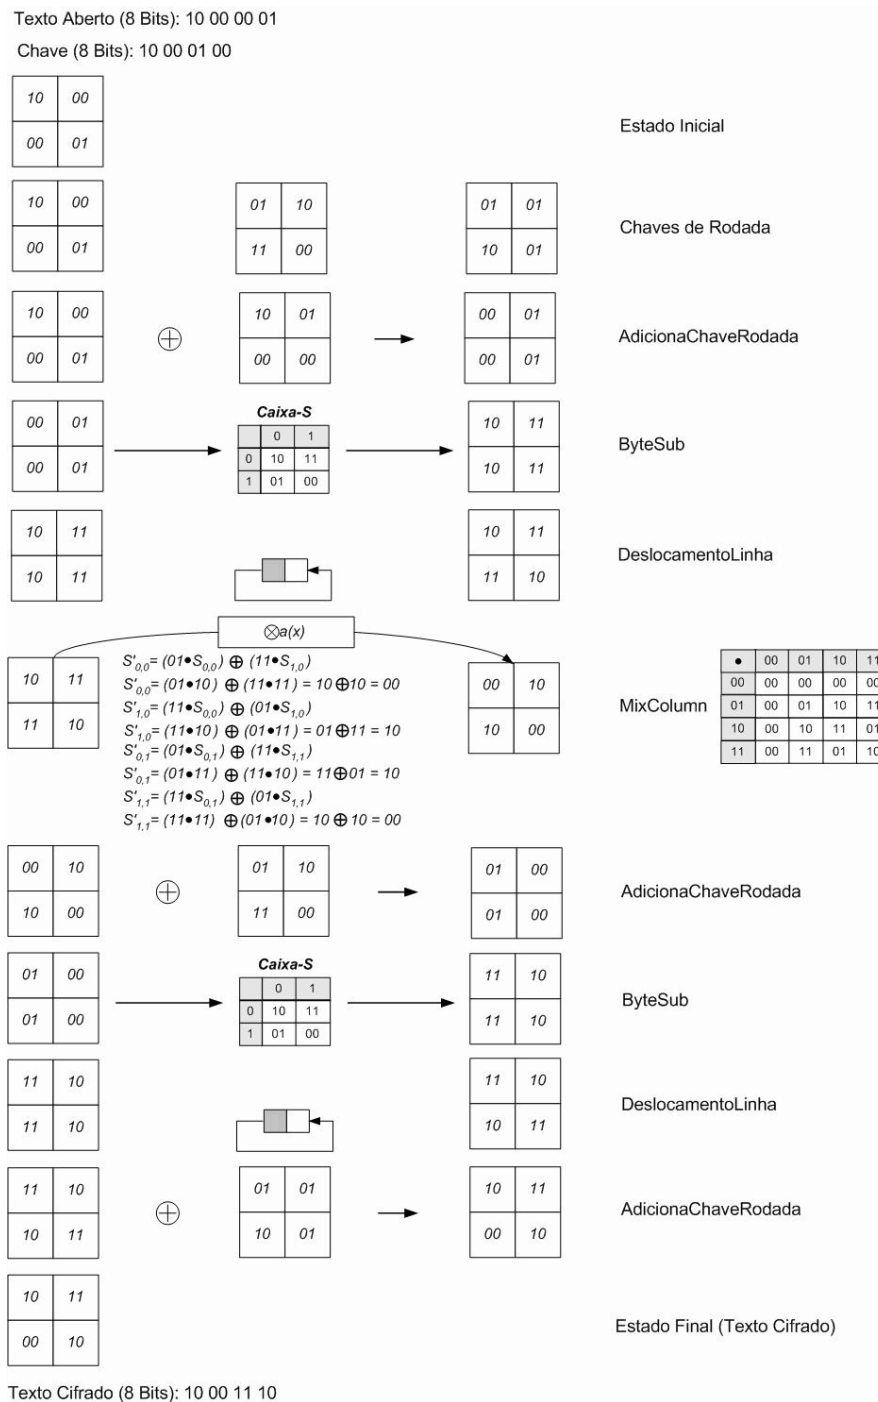 Texto Aberto (8 Bits): 10 00 00 01
Chave (8 Bits): 10 00 01 00
10 00
00 01
Estado Inicial
10 00 01 10 01 01
00 01 11 00 10 01
Chaves de Rodada
10 00 ⊕ 10 01 00 01
00 01 00 00 00 01
AdicionaChaveRodada
Caixa-S
00 01 0 1 10 11
0 10 11
00 01 1 01 00 10 11
ByteSub
10 11 10 11
10 11 11 10
DeslocamentoLinha
⊗a(x)
10 11 00 10
11 10 10 00
S'0,0= (01•S0,0) ⊕ (11•S1,0)
S'0,0= (01•10) ⊕ (11•11) = 10⊕10 = 00
S'1,0= (11•S0,0) ⊕ (01•S1,0)
S'1,0= (11•10) ⊕ (01•11) = 01⊕11 = 10
S'0,1= (01•S0,1) ⊕ (11•S1,1)
S'0,1= (01•11) ⊕ (11•10) = 11⊕01 = 10
S'1,1= (11•S0,1) ⊕ (01•S1,1)
S'1,1= (11•11) ⊕ (01•10) = 10 ⊕ 10 = 00
MixColumn
• 00 01 10 11
00 00 00 00 00
01 00 01 10 11
10 00 10 11 01
11 00 11 01 10
00 10 ⊕ 01 10 01 00
10 00 11 00 01 00
AdicionaChaveRodada
Caixa-S
01 00 0 1 11 10
0 10 11
01 00 1 01 00 11 10
ByteSub
11 10 11 10
11 10 10 11
DeslocamentoLinha
11 10 ⊕ 01 01 10 11
10 11 10 01 00 10
AdicionaChaveRodada
10 11
00 10
Estado Final (Texto Cifrado)
Texto Cifrado (8 Bits): 10 00 11 10